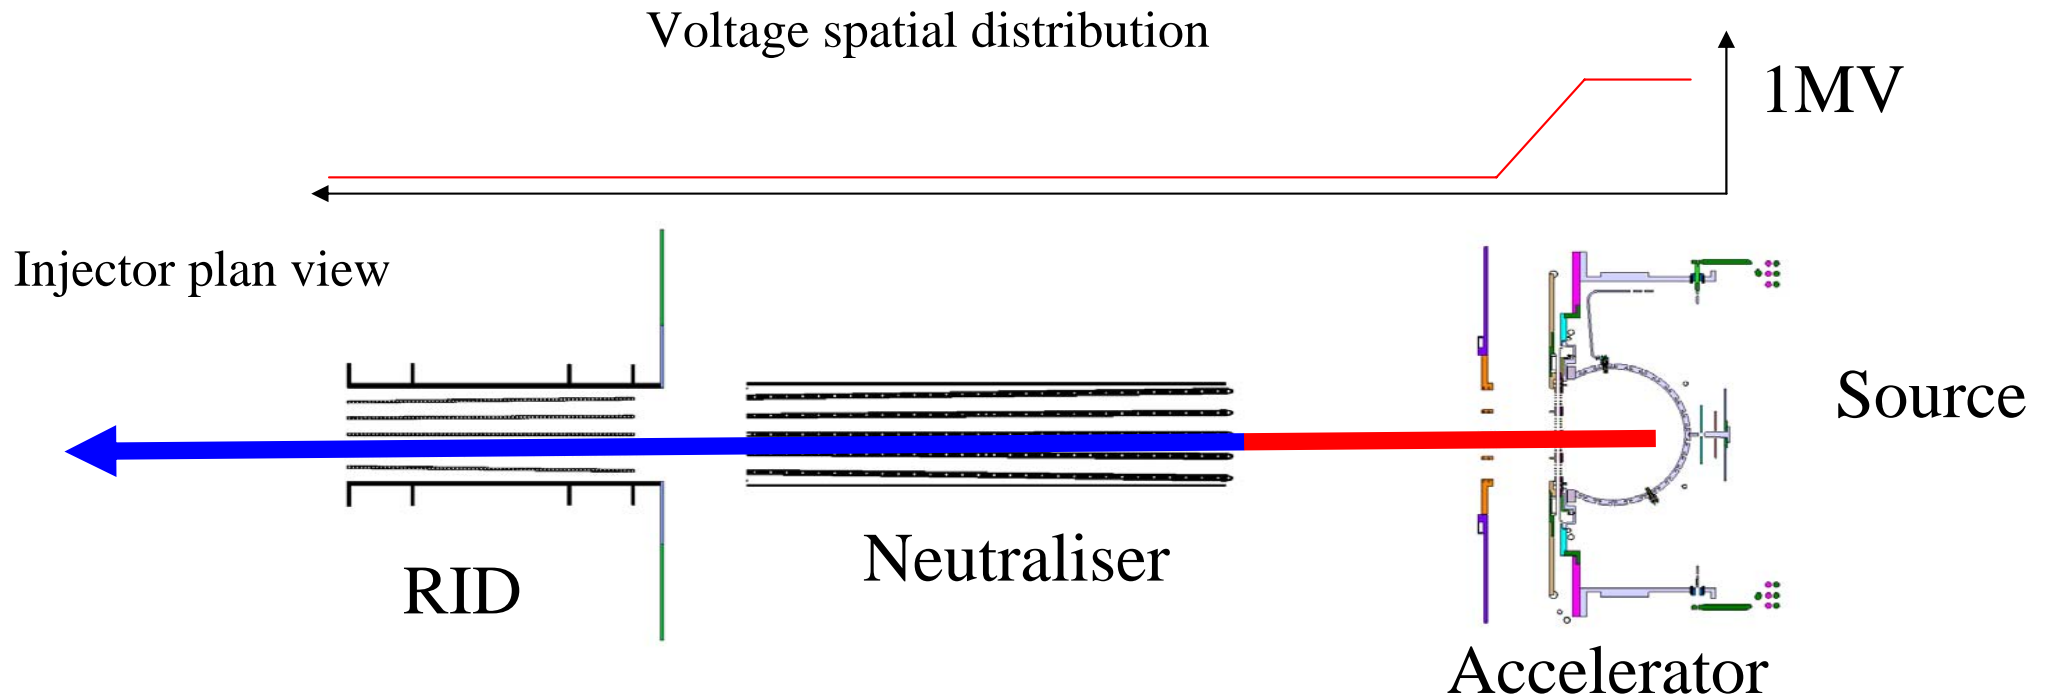 Voltage spatial distribution
1MV
Injector plan view
Source
Neutraliser
RID
Accelerator